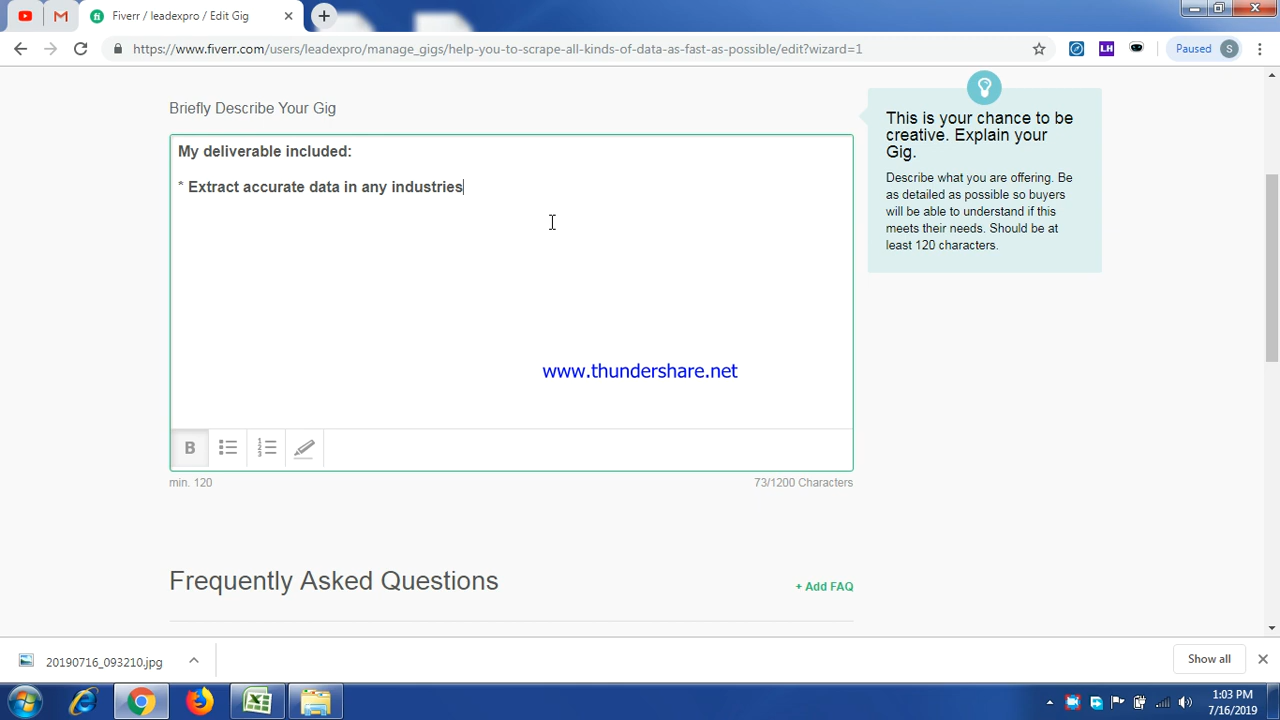 Fiverr / leadexpro / Edit Gig
https://www.fiverr.com/users/leadexpro/manage_gigs/help-you-to-scrape-all-kinds-of-data-as-fast-as-possible/edit?wizard=1
LH
Paused
S
Briefly Describe Your Gig
My deliverable included:
* Extract accurate data in any industries
This is your chance to be
creative. Explain your
Gig.
Describe what you are offering. Be
as detailed as possible so buyers
will be able to understand if this
meets their needs. Should be at
least 120 characters.
www.thundershare.net
B
min. 120
73/1200 Characters
Frequently Asked Questions
+ Add FAQ
20190716_093210.jpg
Show all
1:03 PM
7/16/2019